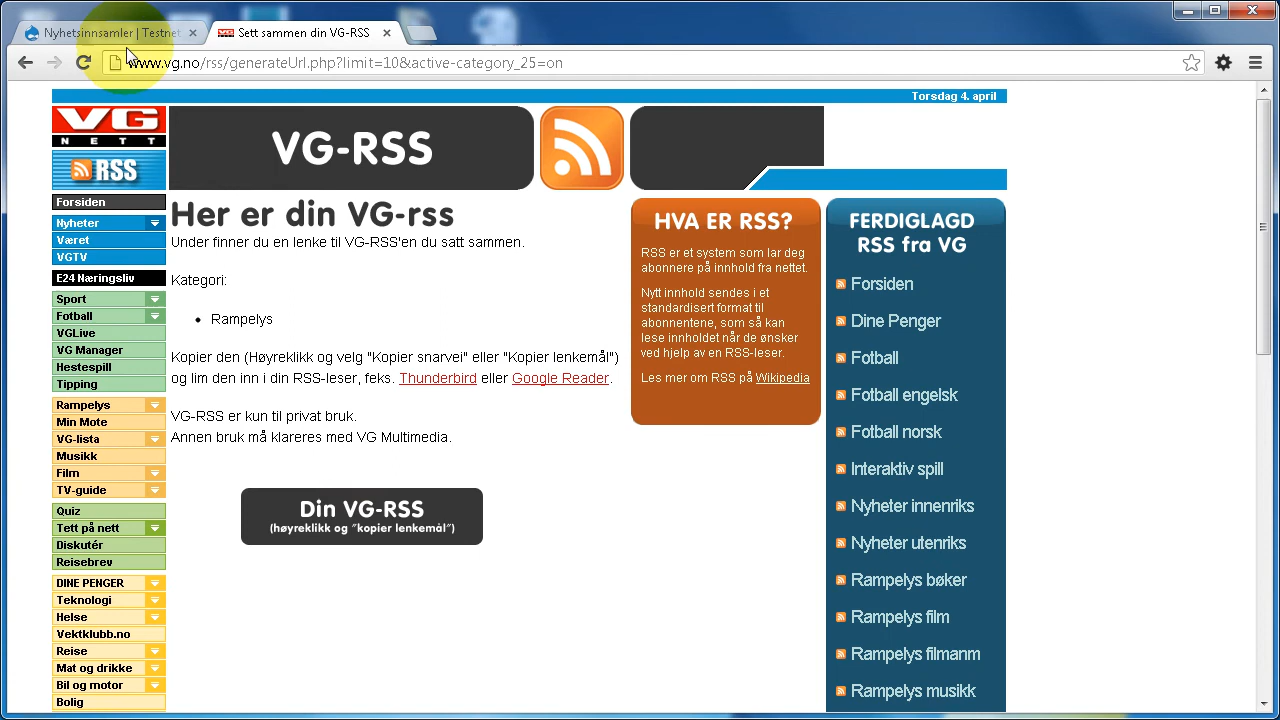 Nyhetsinnsamler | Testnet
Sett sammen din VG-RSS
www.vg.no/rss/generateUrl.php?limit=10&active-category_25=on
Torsdag 4. april
VG
NETT
RSS
VG-RSS
Forsiden
Nyheter
Været
VGTV
E24 Næringsliv
Sport
Fotball
VGLive
VG Manager
Hestespill
Tipping
Rampelys
Min Mote
VG-lista
Musikk
Film
TV-guide
Quiz
Tett på nett
Diskutér
Reisebrev
DINE PENGER
Teknologi
Helse
Vektklubb.no
Reise
Mat og drikke
Bil og motor
Bolig
Her er din VG-rss
Under finner du en lenke til VG-RSS'en du satt sammen.
Kategori:
• Rampelys
Kopier den (Høyreklikk og velg "Kopier snarvei" eller "Kopier lenkemål")
og lim den inn i din RSS-leser, feks. Thunderbird eller Google Reader.
VG-RSS er kun til privat bruk.
Annen bruk må klareres med VG Multimedia.
Din VG-RSS
(høyreklikk og "kopier lenkemål")
HVA ER RSS?
RSS er et system som lar deg
abonnere på innhold fra nettet.
Nytt innhold sendes i et
standardisert format til
abonnentene, som så kan
lese innholdet når de ønsker
ved hjelp av en RSS-leser.
Les mer om RSS på Wikipedia
FERDIGLAGD
RSS fra VG
Forsiden
Dine Penger
Fotball
Fotball engelsk
Fotball norsk
Interaktiv spill
Nyheter innenriks
Nyheter utenriks
Rampelys bøker
Rampelys film
Rampelys filmanm
Rampelys musikk